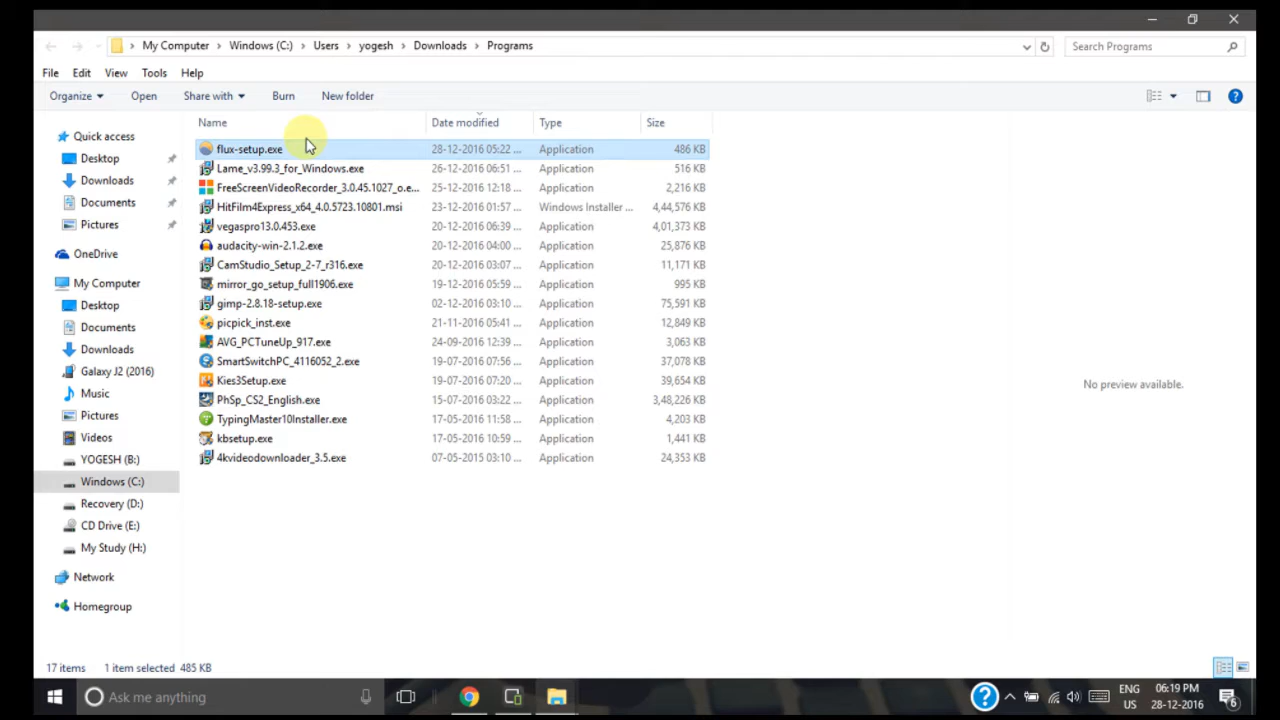 My Computer > Windows (C:) > Users > yogesh > Downloads > Programs
Search Programs
File Edit View Tools Help
Organize Open Share with Burn New folder
Name Date modified Type Size
flux-setup.exe 28-12-2016 05:22 ... Application 486 KB
Lame_v3.99.3_for_Windows.exe 26-12-2016 06:51 ... Application 516 KB
FreeScreenVideoRecorder_3.0.45.1027_o.e... 25-12-2016 12:18 ... Application 2,216 KB
HitFilm4Express_x64_4.0.5723.10801.msi 23-12-2016 01:57 ... Windows Installer ... 4,44,576 KB
vegaspro13.0.453.exe 20-12-2016 06:39 ... Application 4,01,373 KB
audacity-win-2.1.2.exe 20-12-2016 04:00 ... Application 25,876 KB
CamStudio_Setup_2-7_r316.exe 20-12-2016 03:07 ... Application 11,171 KB
mirror_go_setup_full1906.exe 19-12-2016 05:59 ... Application 995 KB
gimp-2.8.18-setup.exe 02-12-2016 03:10 ... Application 75,591 KB
picpick_inst.exe 21-11-2016 05:41 ... Application 12,849 KB
AVG_PCTuneUp_917.exe 24-09-2016 12:39 ... Application 3,063 KB
SmartSwitchPC_4116052_2.exe 19-07-2016 07:56 ... Application 37,078 KB
Kies3Setup.exe 19-07-2016 07:20 ... Application 39,654 KB
PhSp_CS2_English.exe 15-07-2016 03:22 ... Application 3,48,226 KB
TypingMaster10Installer.exe 17-05-2016 11:58 ... Application 4,203 KB
kbsetup.exe 17-05-2016 10:59 ... Application 1,441 KB
4kvideodownloader_3.5.exe 07-05-2015 03:10 ... Application 24,353 KB
Quick access
Desktop
Downloads
Documents
Pictures
OneDrive
My Computer
Desktop
Documents
Downloads
Galaxy J2 (2016)
Music
Pictures
Videos
YOGESH (B:)
Windows (C:)
Recovery (D:)
CD Drive (E:)
My Study (H:)
Network
Homegroup
No preview available.
17 items 1 item selected 485 KB
Ask me anything
ENG
US
06:19 PM
28-12-2016
6